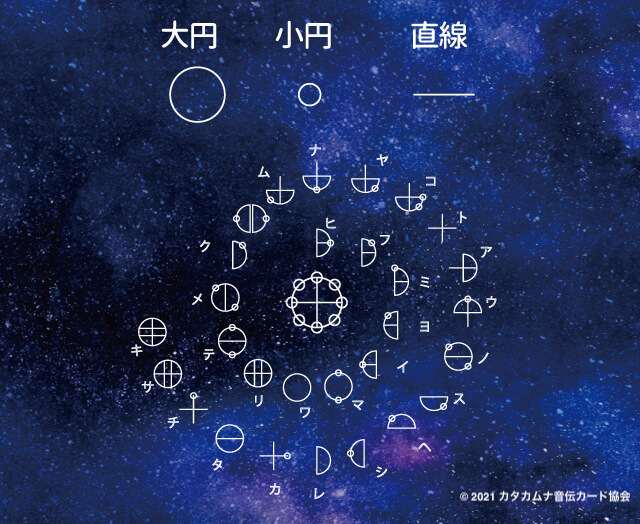 大円 小円 直線
ヒ
フ
ミ
ヨ
イ
マ
ワ
リ
テ
メ
ク
ム
ナ
ヤ
コ
ト
ア
ウ
ノ
ス
ヘ
シ
レ
カ
タ
チ
サ
キ
© 2021 カタカムナ音伝カード協会